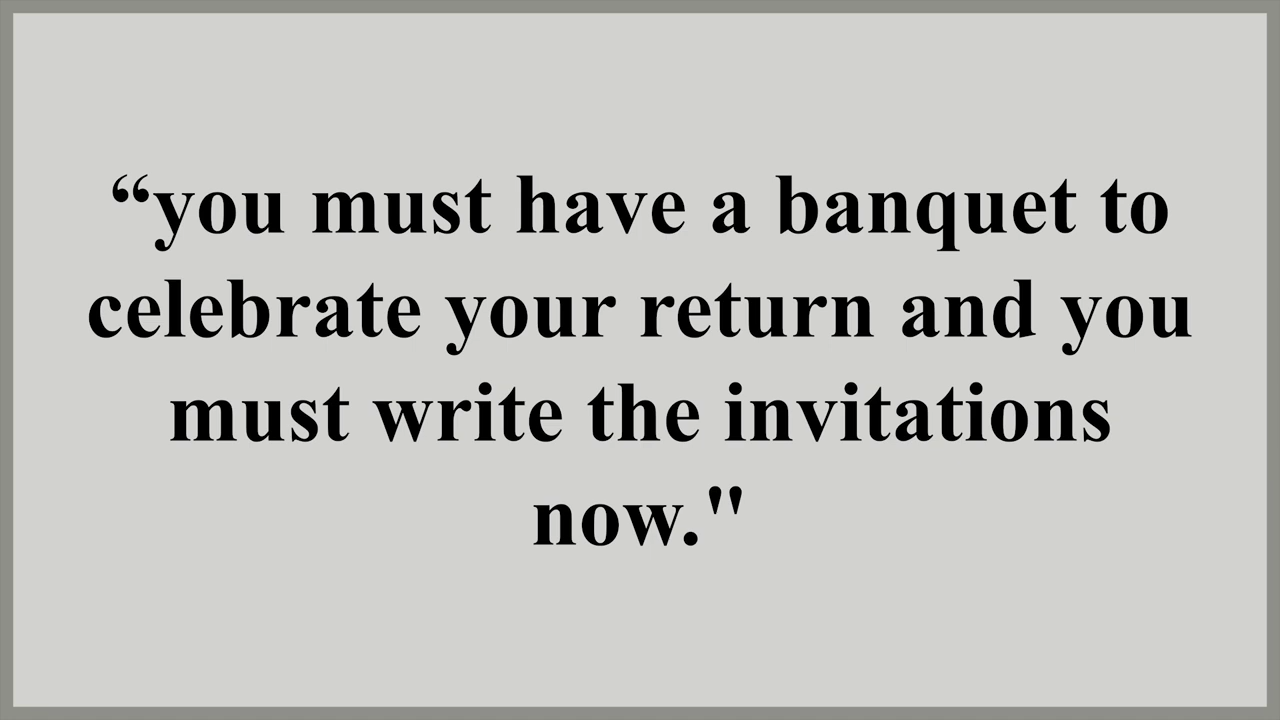 “you must have a banquet to
celebrate your return and you
must write the invitations
now."